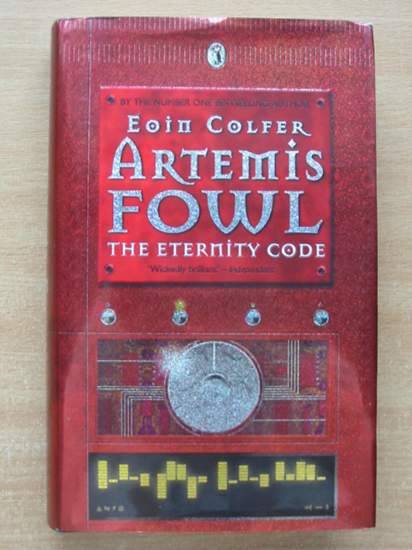 BY THE NUMBER ONE BESTSELLING AUTHOR
EOIN COLFER
ARTEMIS
FOWL
THE ETERNITY CODE
"Wickedly brilliant" – Independent